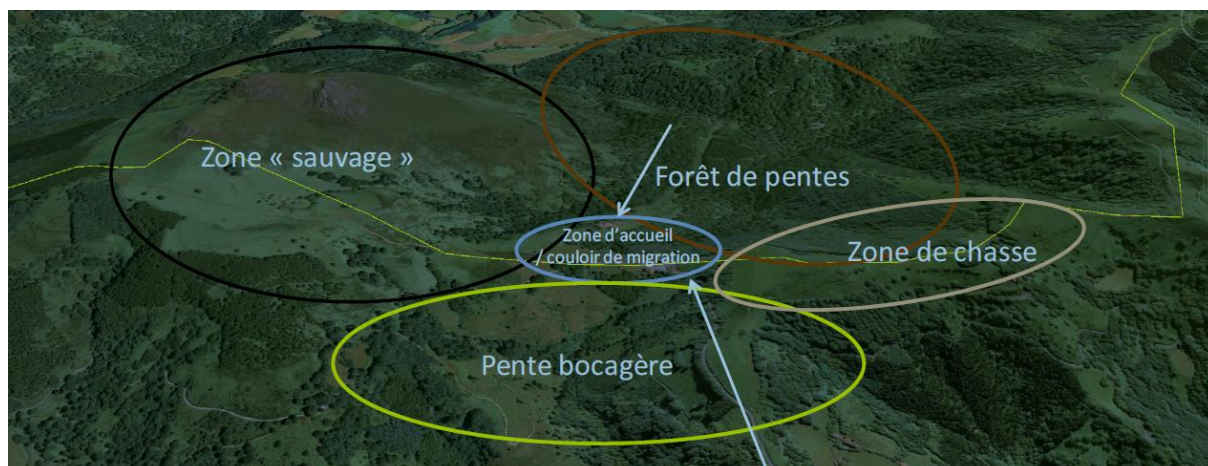 Zone « sauvage »
Forêt de pentes
Zone d'accueil
/ couloir de migration
Zone de chasse
Pente bocagère